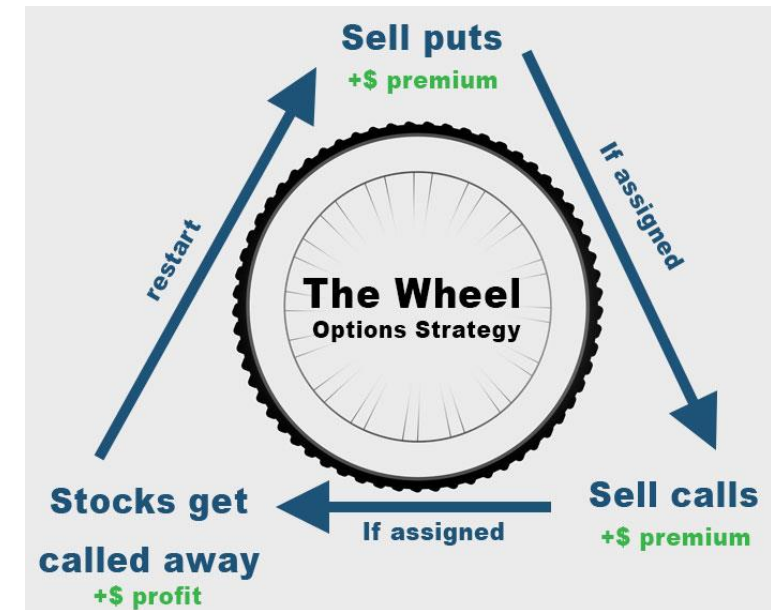 Sell puts
+$ premium
If assigned
restart
The Wheel
Options Strategy
Stocks get
called away
+$ profit
If assigned
Sell calls
+$ premium